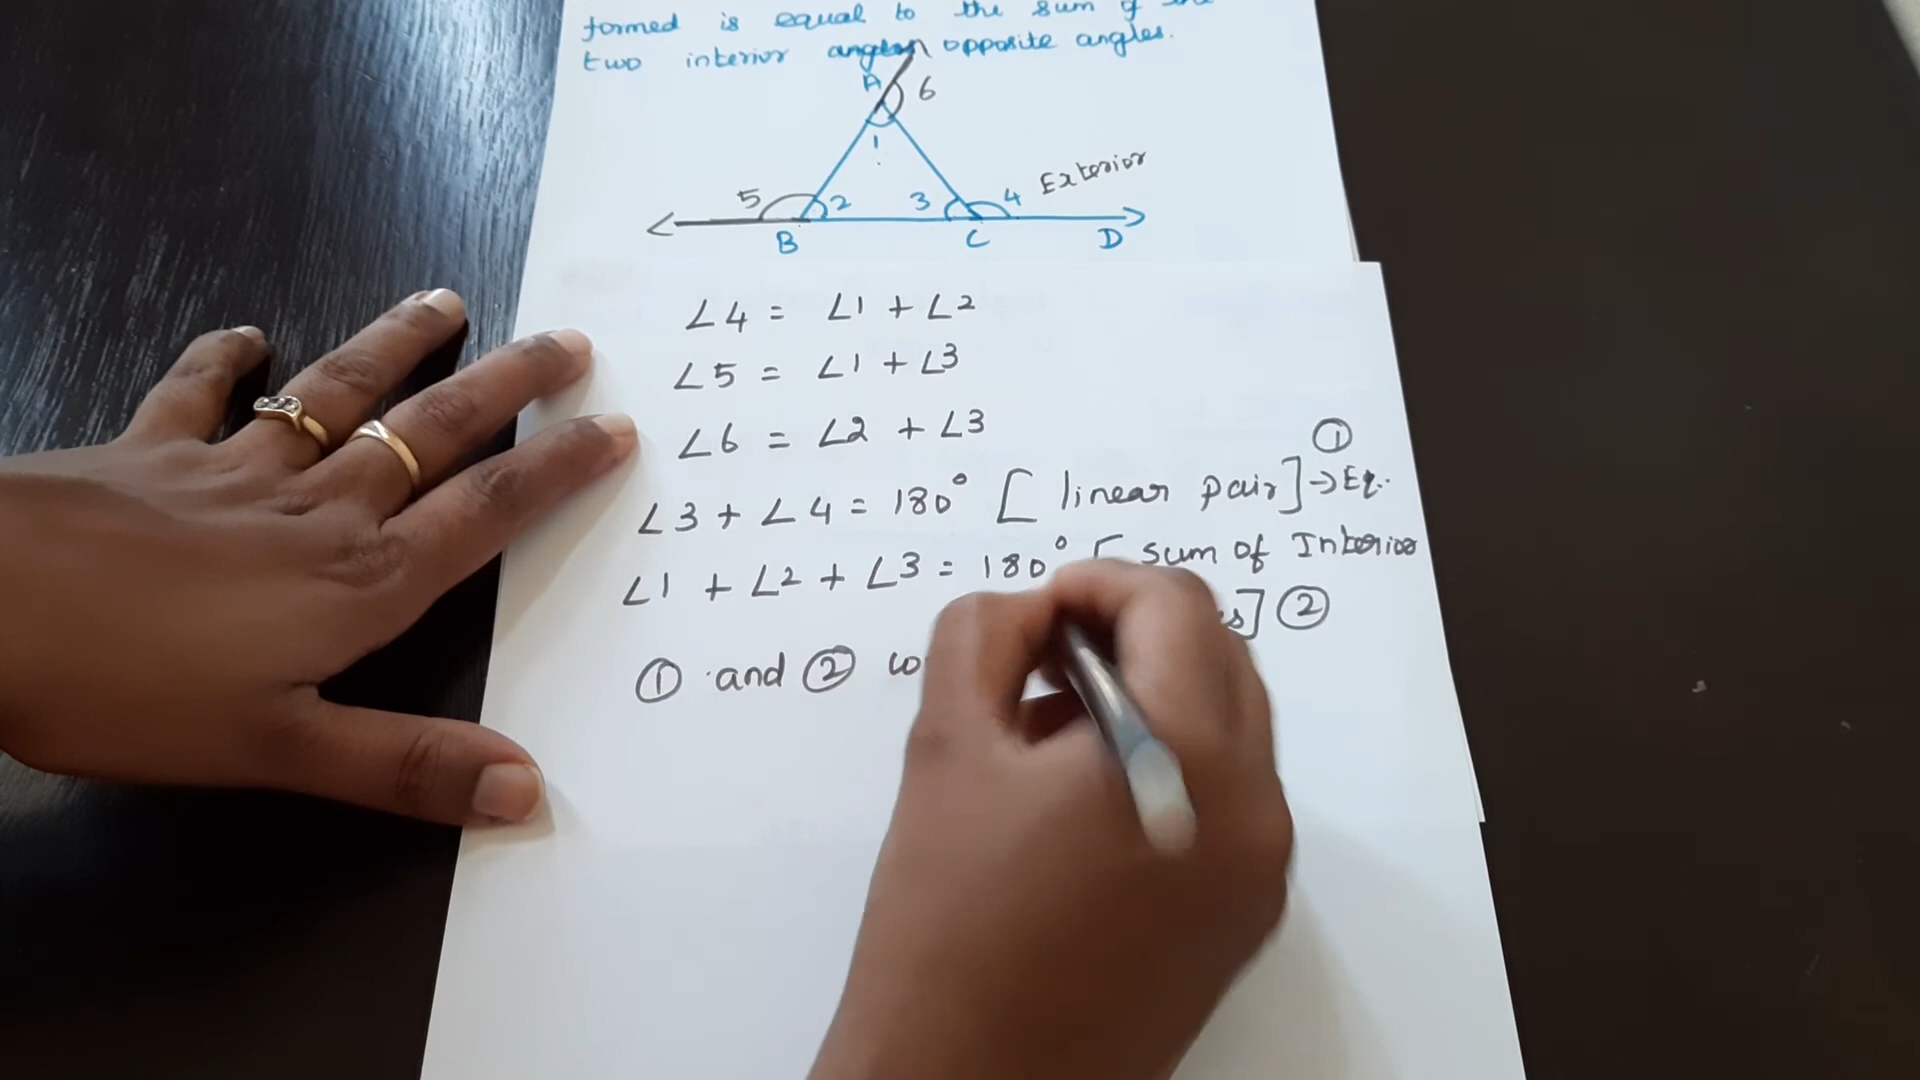 formed is equal to the sum of
two interior opposite angles.
A 6
1
5 2 3 4 Exterior
B C D
∠4 = ∠1 + ∠2
∠5 = ∠1 + ∠3
∠6 = ∠2 + ∠3
①
∠3 + ∠4 = 180° [ linear pair] → Eq.
∠1 + ∠2 + ∠3 = 180° [ sum of Interior
] ②
① and ②